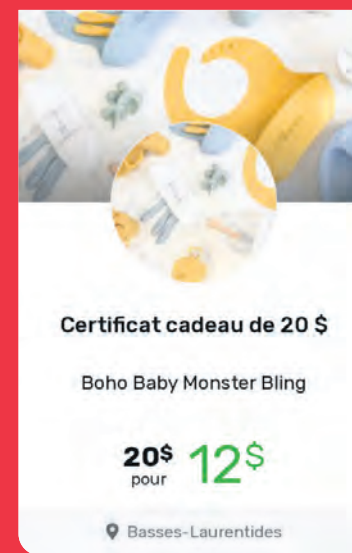 Certificat cadeau de 20 $
Boho Baby Monster Bling
20$ 12$
pour
Basses-Laurentides